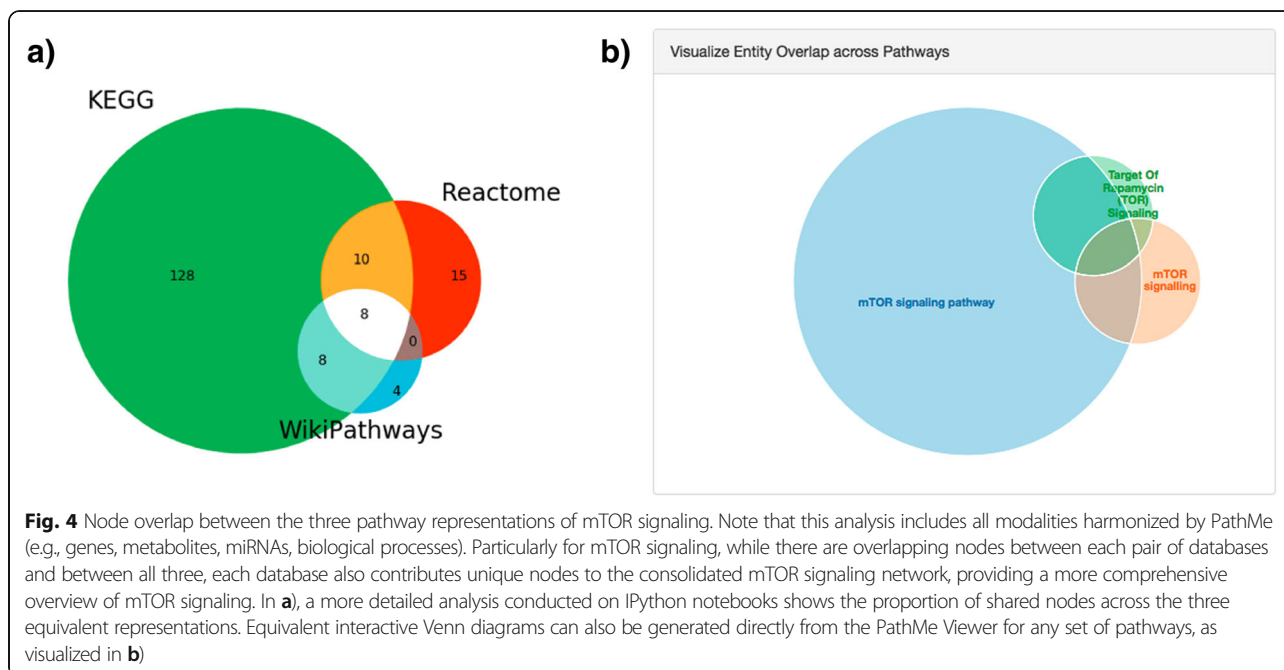 a)
KEGG
Reactome
128
10
15
8
0
8
4
WikiPathways
b)
Visualize Entity Overlap across Pathways
Target Of
Rapamycin
(TOR)
Signaling
mTOR signaling pathway
mTOR
signalling
Fig. 4 Node overlap between the three pathway representations of mTOR signaling. Note that this analysis includes all modalities harmonized by PathMe
(e.g., genes, metabolites, miRNAs, biological processes). Particularly for mTOR signaling, while there are overlapping nodes between each pair of databases
and between all three, each database also contributes unique nodes to the consolidated mTOR signaling network, providing a more comprehensive
overview of mTOR signaling. In a), a more detailed analysis conducted on IPython notebooks shows the proportion of shared nodes across the three
equivalent representations. Equivalent interactive Venn diagrams can also be generated directly from the PathMe Viewer for any set of pathways, as
visualized in b)